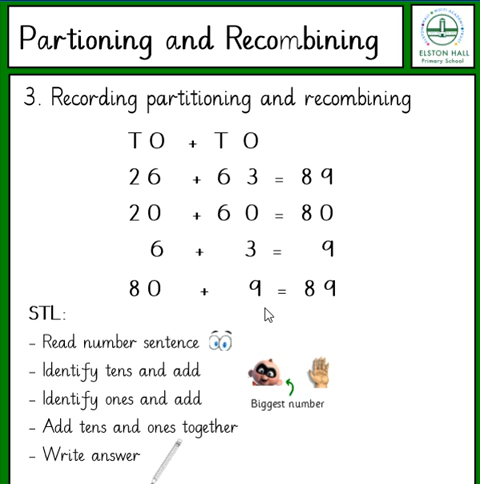 Partioning and Recombining
ELSTON HALL
Primary School
3. Recording partitioning and recombining
T O + T O
2 6 + 6 3 = 8 9
2 0 + 6 0 = 8 0
6 + 3 = 9
8 0 + 9 = 8 9
STL:
- Read number sentence
- Identify tens and add
- Identify ones and add
Biggest number
- Add tens and ones together
- Write answer